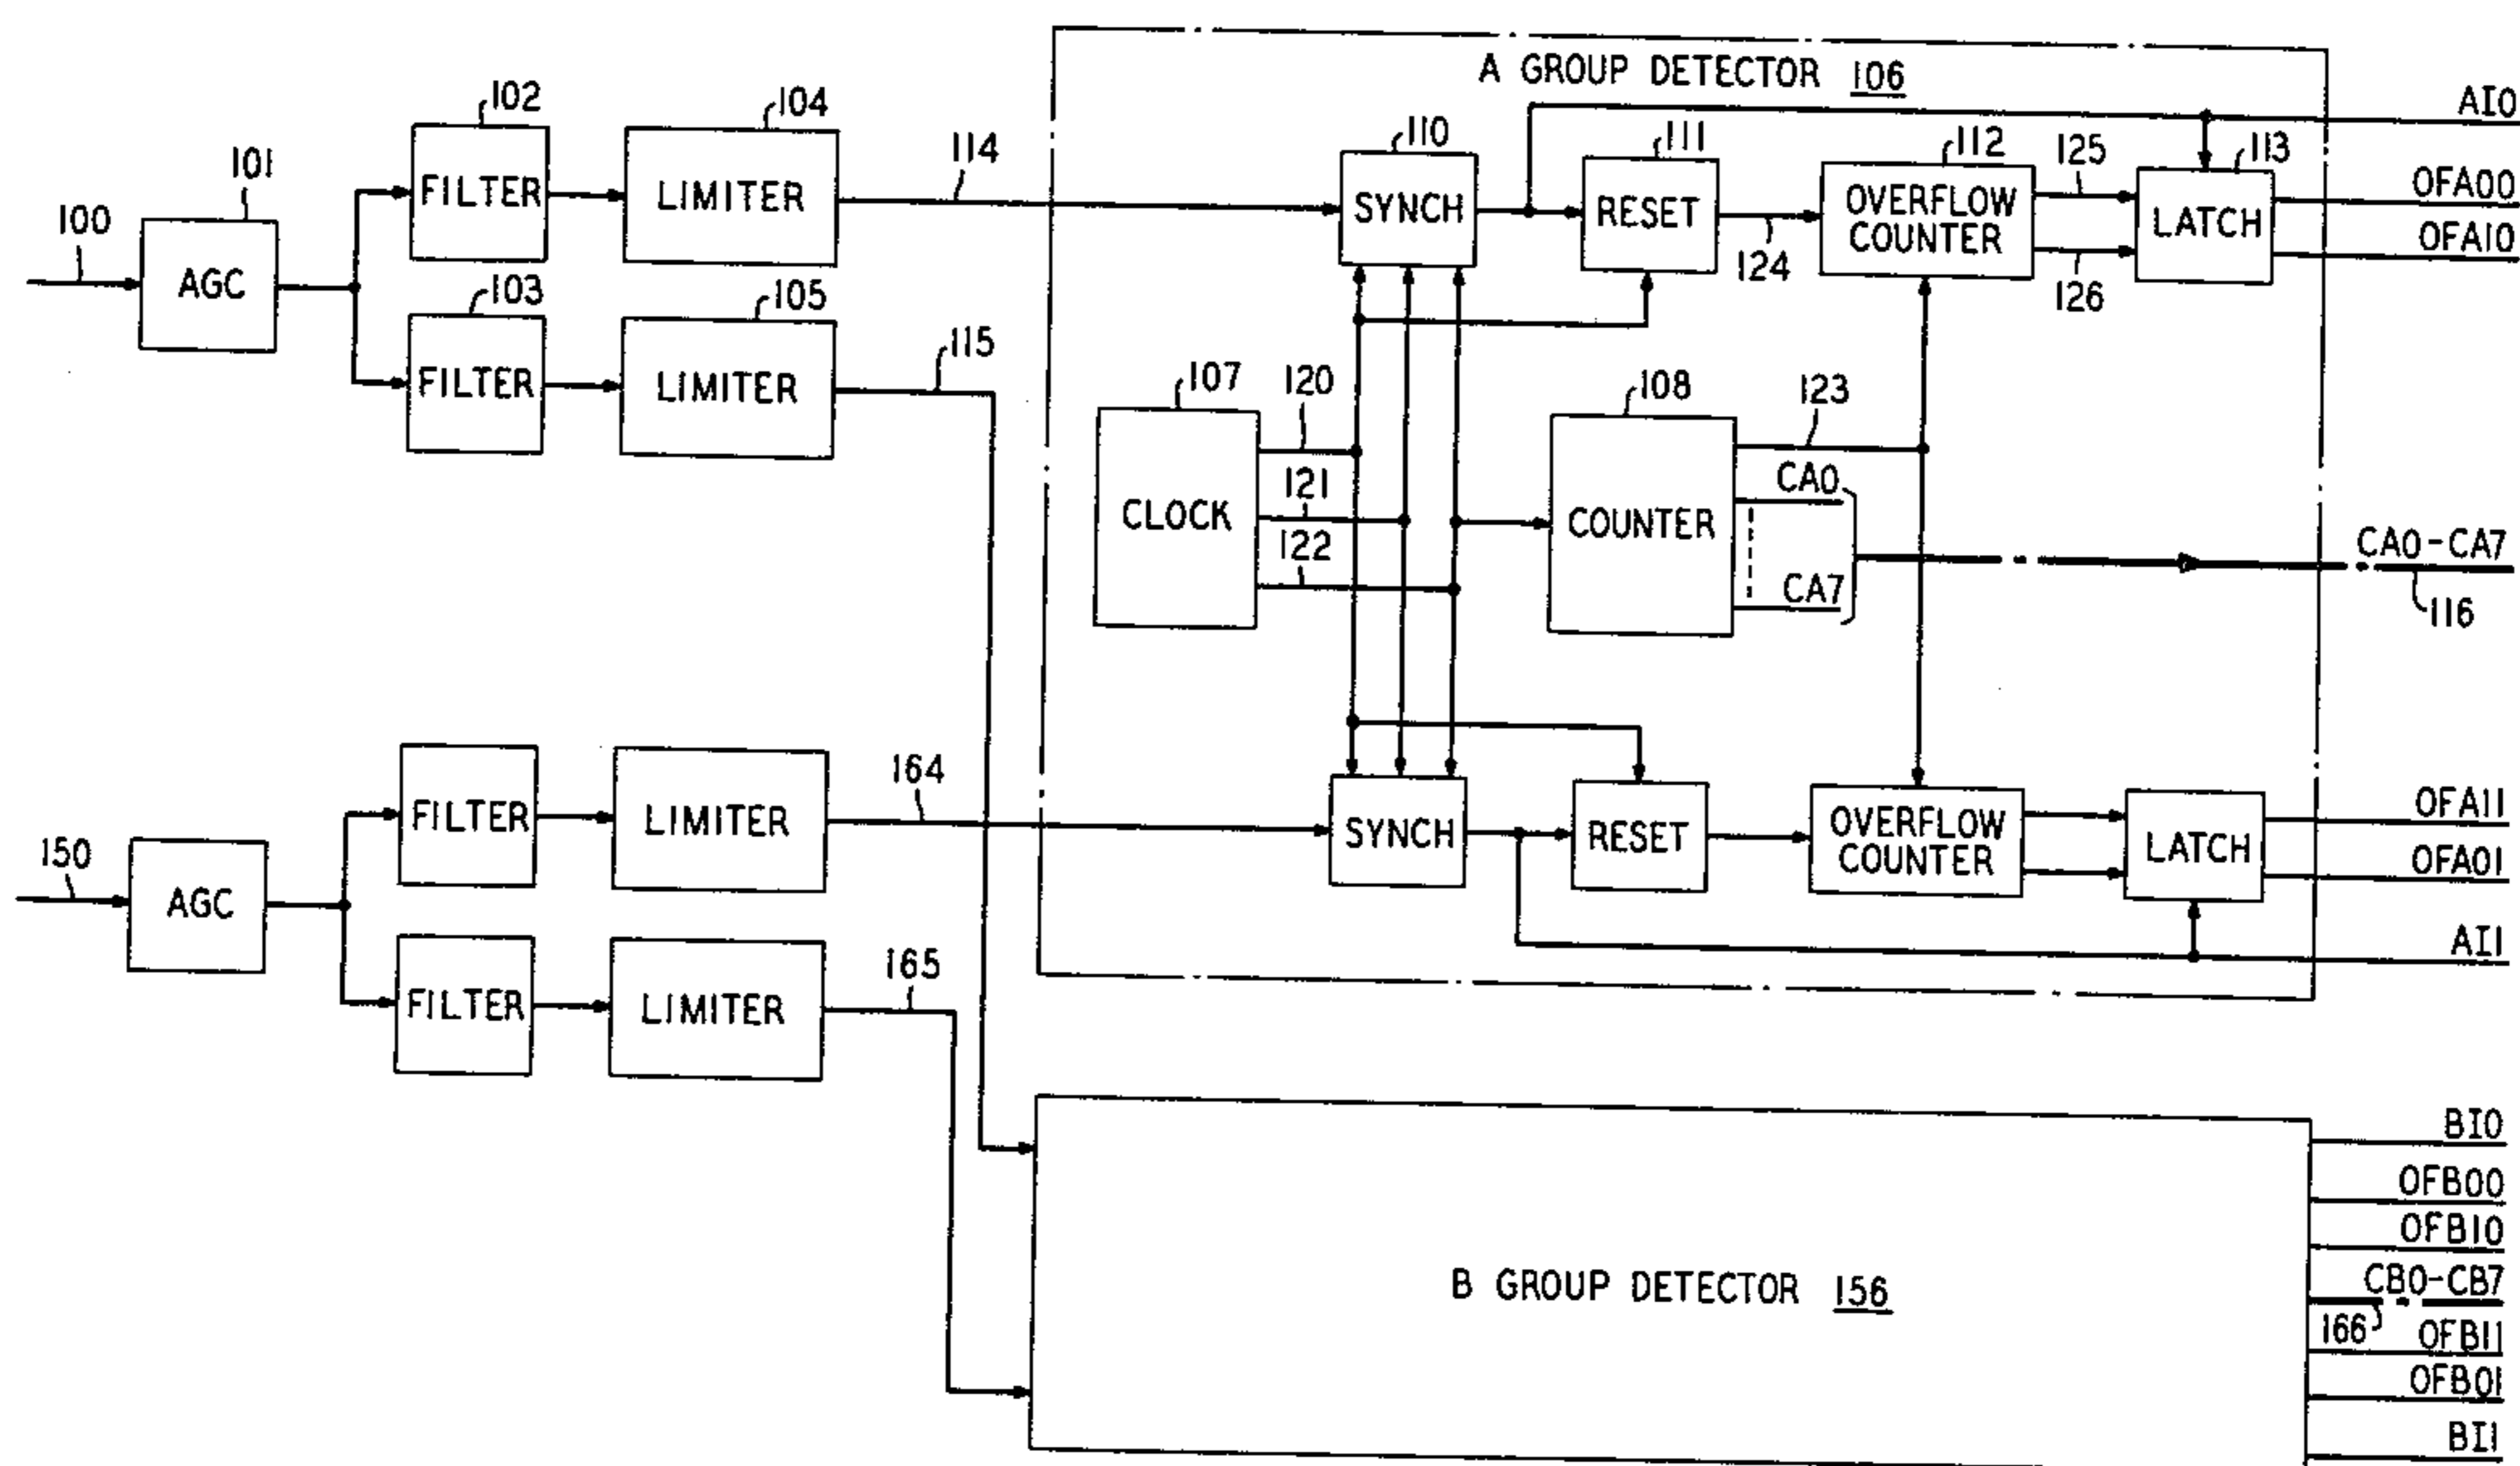 A GROUP DETECTOR 106
102
104
114
110
111
112
125
113
AI0
101
100
FILTER
LIMITER
SYNCH
RESET
OVERFLOW
COUNTER
LATCH
OFA00
OFA10
AGC
103
105
115
124
126
FILTER
LIMITER
107
120
108
123
CLOCK
121
122
COUNTER
CA0
CA7
CA0-CA7
116
164
150
AGC
FILTER
LIMITER
SYNCH
RESET
OVERFLOW
COUNTER
LATCH
OFA11
OFA01
AI1
FILTER
LIMITER
165
B GROUP DETECTOR 156
BI0
OFB00
OFB10
CB0-CB7
166
OFB11
OFB01
BI1